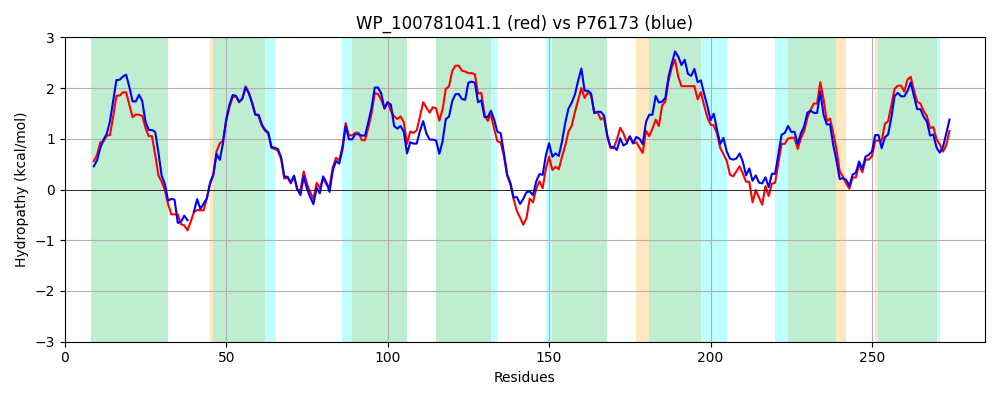 WP_100781041.1 (red) vs P76173 (blue)
Hydropathy (kcal/mol)
3
2
1
0
−1
−2
−3
0 50 100 150 200 250
Residues